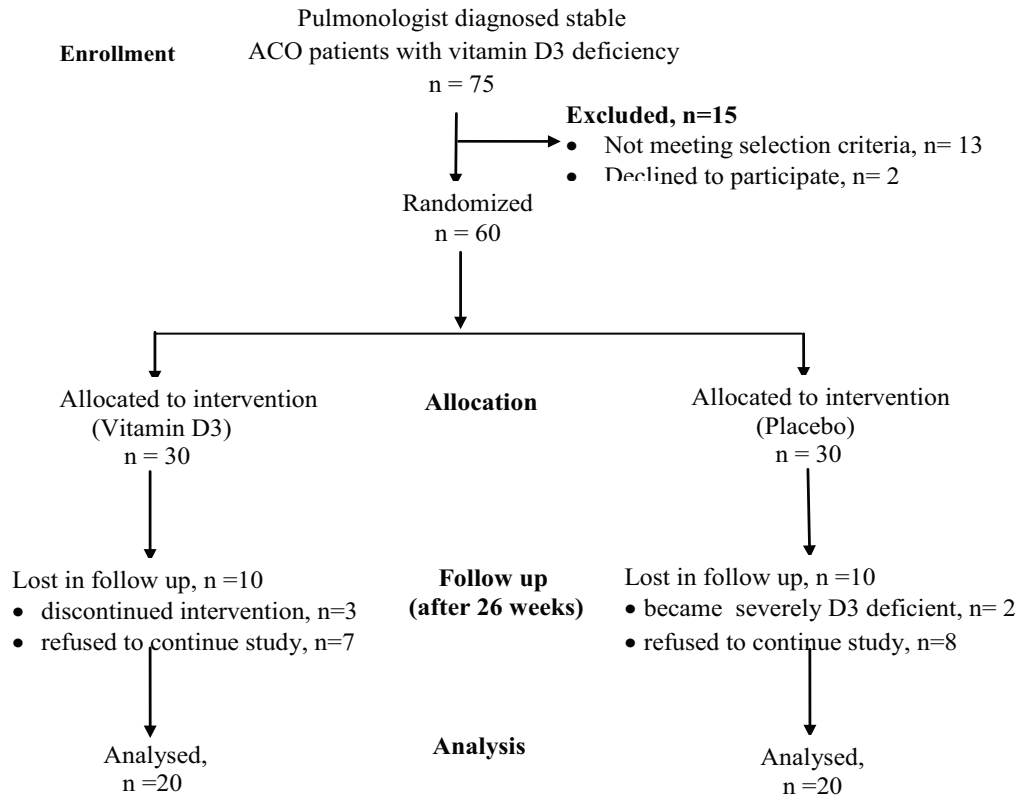 Pulmonologist diagnosed stable
ACO patients with vitamin D3 deficiency
n = 75
Enrollment
Excluded, n=15
• Not meeting selection criteria, n= 13
• Declined to participate, n= 2
Randomized
n = 60
Allocated to intervention
(Vitamin D3)
n = 30
Allocation
Allocated to intervention
(Placebo)
n = 30
Lost in follow up, n =10
• discontinued intervention, n=3
• refused to continue study, n=7
Follow up
(after 26 weeks)
Lost in follow up, n =10
• became severely D3 deficient, n= 2
• refused to continue study, n=8
Analysed,
n =20
Analysis
Analysed,
n =20